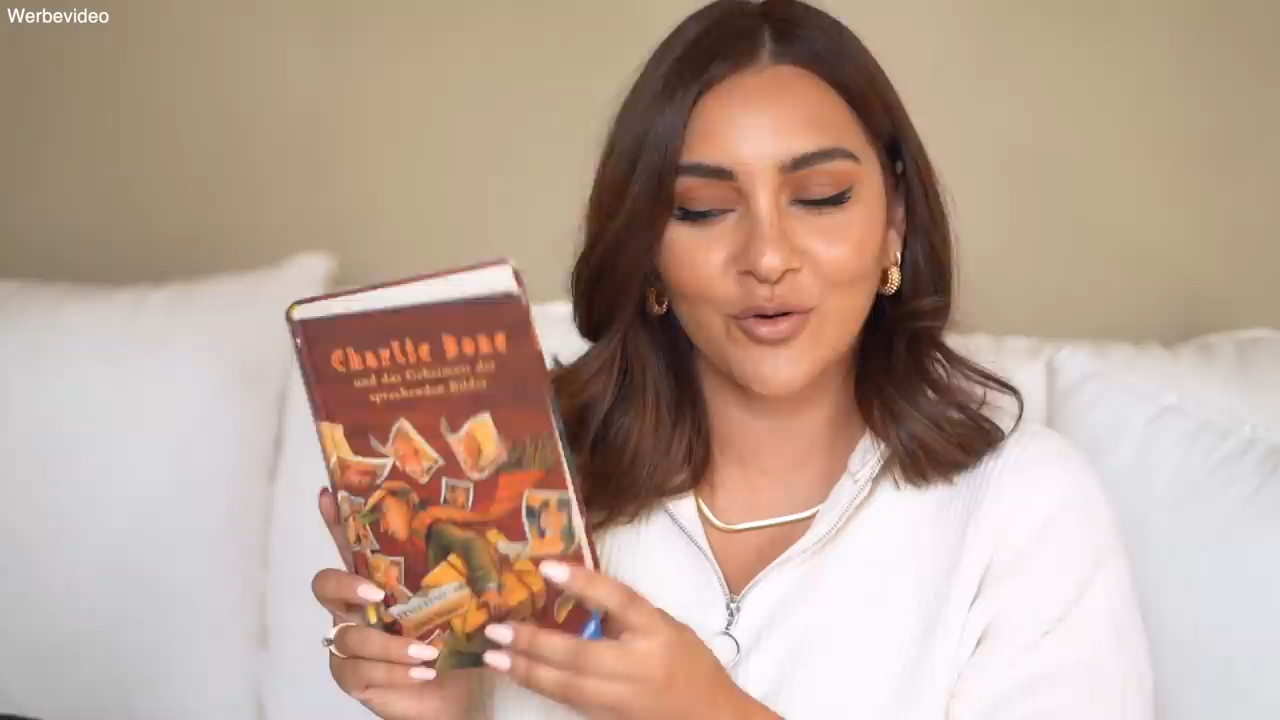 Werbevideo
Charlie Bone
und das Geheimnis der
sprechenden Bilder